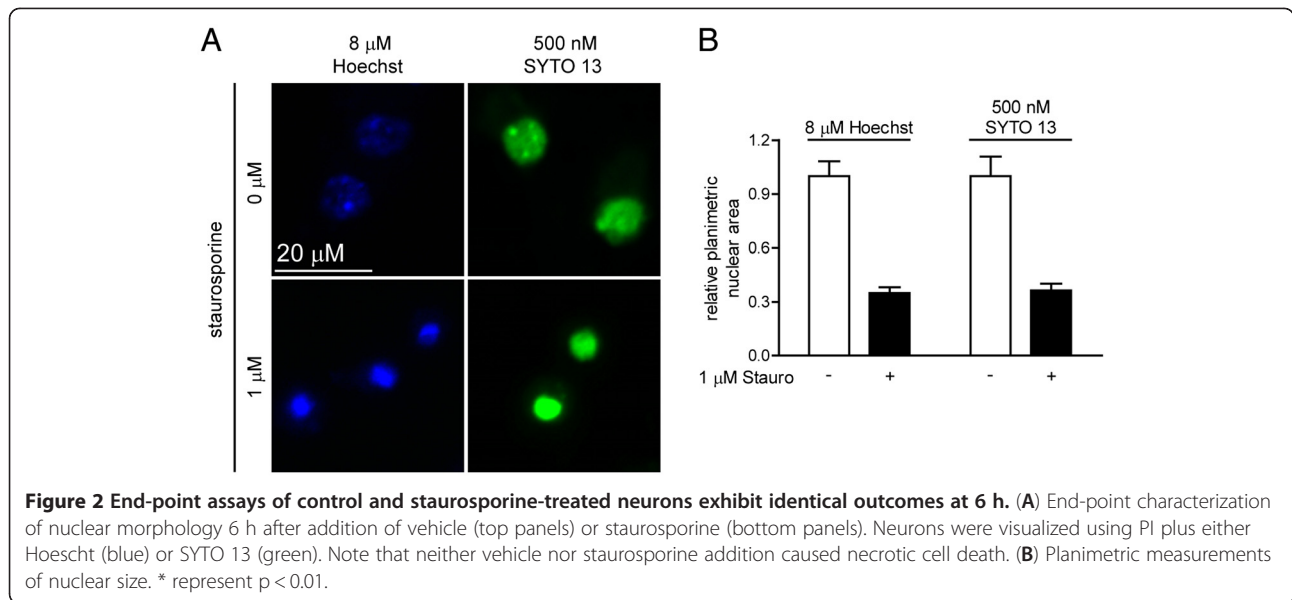 A
8 μM
Hoechst
500 nM
SYTO 13
staurosporine
0 μM
20 μM
1 μM
B
relative planimetric
nuclear area
8 μM Hoechst
500 nM
SYTO 13
1.2
0.9
0.6
0.3
0.0
1 μM Stauro - + - +
Figure 2 End-point assays of control and staurosporine-treated neurons exhibit identical outcomes at 6 h. (A) End-point characterization
of nuclear morphology 6 h after addition of vehicle (top panels) or staurosporine (bottom panels). Neurons were visualized using PI plus either
Hoescht (blue) or SYTO 13 (green). Note that neither vehicle nor staurosporine addition caused necrotic cell death. (B) Planimetric measurements
of nuclear size. * represent p < 0.01.